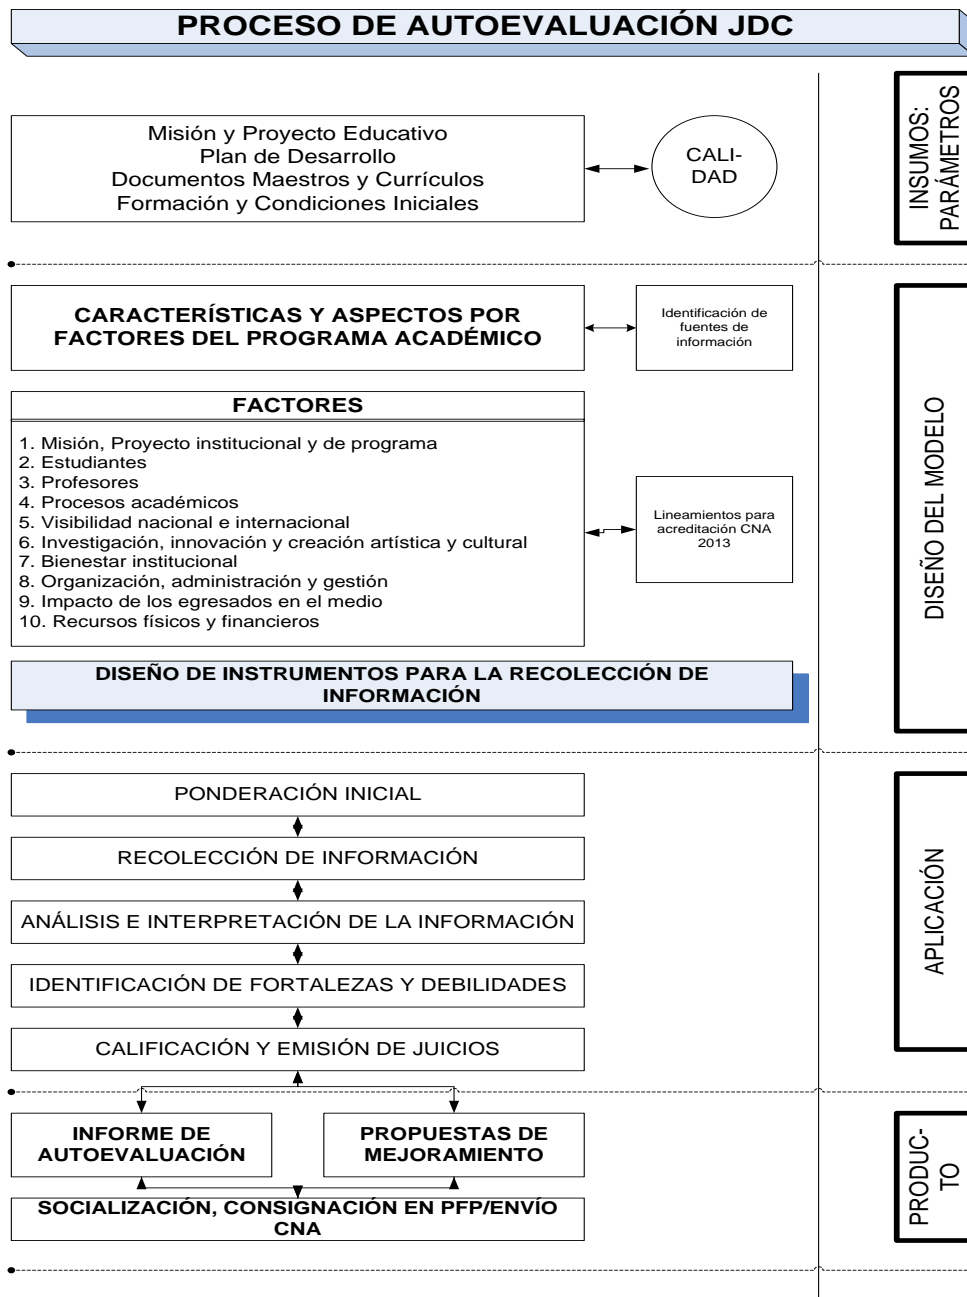 PROCESO DE AUTOEVALUACIÓN JDC
Misión y Proyecto Educativo
Plan de Desarrollo
Documentos Maestros y Currículos
Formación y Condiciones Iniciales
CALI-
DAD
INSUMOS:
PARÁMETROS
CARACTERÍSTICAS Y ASPECTOS POR
FACTORES DEL PROGRAMA ACADÉMICO
Identificación de
fuentes de
información
FACTORES
1. Misión, Proyecto institucional y de programa
2. Estudiantes
3. Profesores
4. Procesos académicos
5. Visibilidad nacional e internacional
6. Investigación, innovación y creación artística y cultural
7. Bienestar institucional
8. Organización, administración y gestión
9. Impacto de los egresados en el medio
10. Recursos físicos y financieros
Lineamientos para
acreditación CNA
2013
DISEÑO DE INSTRUMENTOS PARA LA RECOLECCIÓN DE
INFORMACIÓN
DISEÑO DEL MODELO
PONDERACIÓN INICIAL
RECOLECCIÓN DE INFORMACIÓN
ANÁLISIS E INTERPRETACIÓN DE LA INFORMACIÓN
IDENTIFICACIÓN DE FORTALEZAS Y DEBILIDADES
CALIFICACIÓN Y EMISIÓN DE JUICIOS
APLICACIÓN
INFORME DE
AUTOEVALUACIÓN
PROPUESTAS DE
MEJORAMIENTO
SOCIALIZACIÓN, CONSIGNACIÓN EN PFP/ENVÍO
CNA
PRODUC-
TO